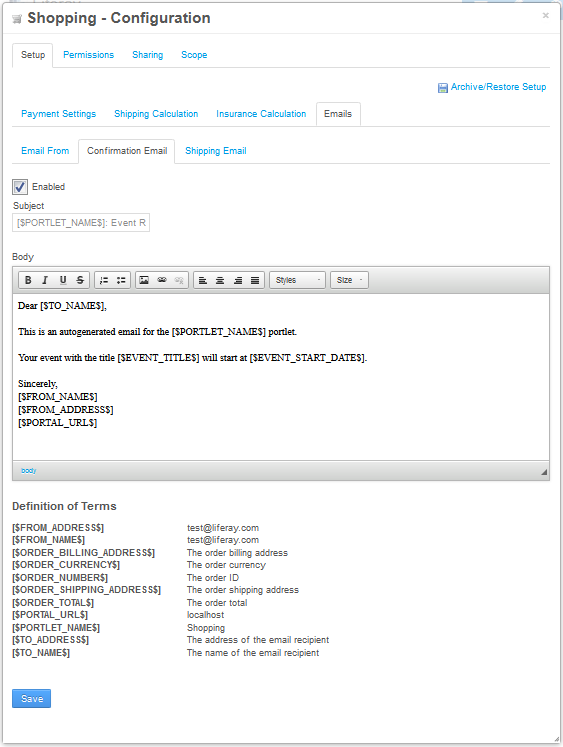 Shopping - Configuration
Setup Permissions Sharing Scope
Archive/Restore Setup
Payment Settings Shipping Calculation Insurance Calculation Emails
Email From Confirmation Email Shipping Email
Enabled
Subject
[$PORTLET_NAME$]: Event R
Body
B I U S Styles Size
Dear [$TO_NAME$],
This is an autogenerated email for the [$PORTLET_NAME$] portlet.
Your event with the title [$EVENT_TITLE$] will start at [$EVENT_START_DATE$].
Sincerely,
[$FROM_NAME$]
[$FROM_ADDRESS$]
[$PORTAL_URL$]
body
Definition of Terms
[$FROM_ADDRESS$] test@liferay.com
[$FROM_NAME$] test@liferay.com
[$ORDER_BILLING_ADDRESS$] The order billing address
[$ORDER_CURRENCY$] The order currency
[$ORDER_NUMBER$] The order ID
[$ORDER_SHIPPING_ADDRESS$] The order shipping address
[$ORDER_TOTAL$] The order total
[$PORTAL_URL$] localhost
[$PORTLET_NAME$] Shopping
[$TO_ADDRESS$] The address of the email recipient
[$TO_NAME$] The name of the email recipient
Save